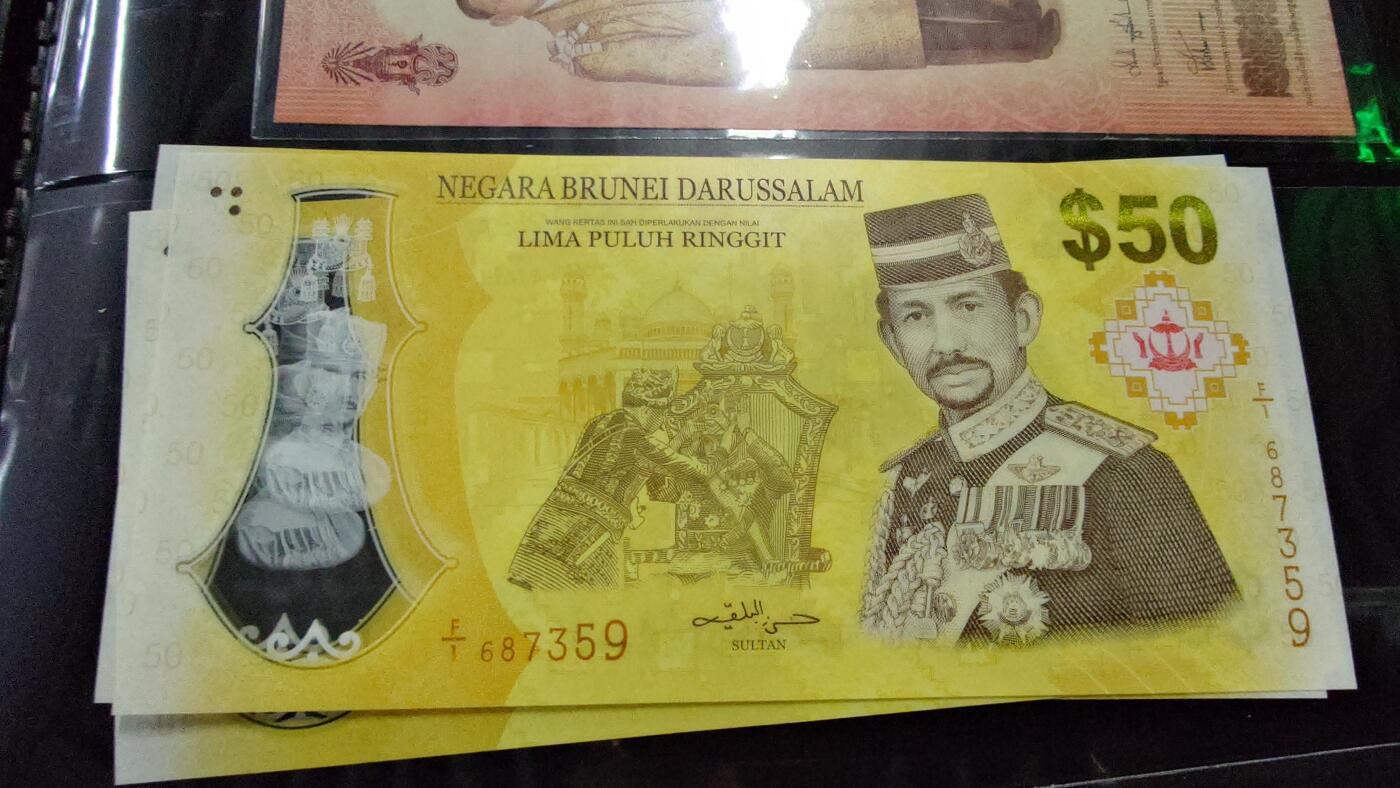 NEGARA BRUNEI DARUSSALAM
WANG KERTAS INI SAH DIPERLAKUKAN DENGAN NILAI
LIMA PULUH RINGGIT
$50
F/1 687359
حسن البلقيه
SULTAN
F/1 687359